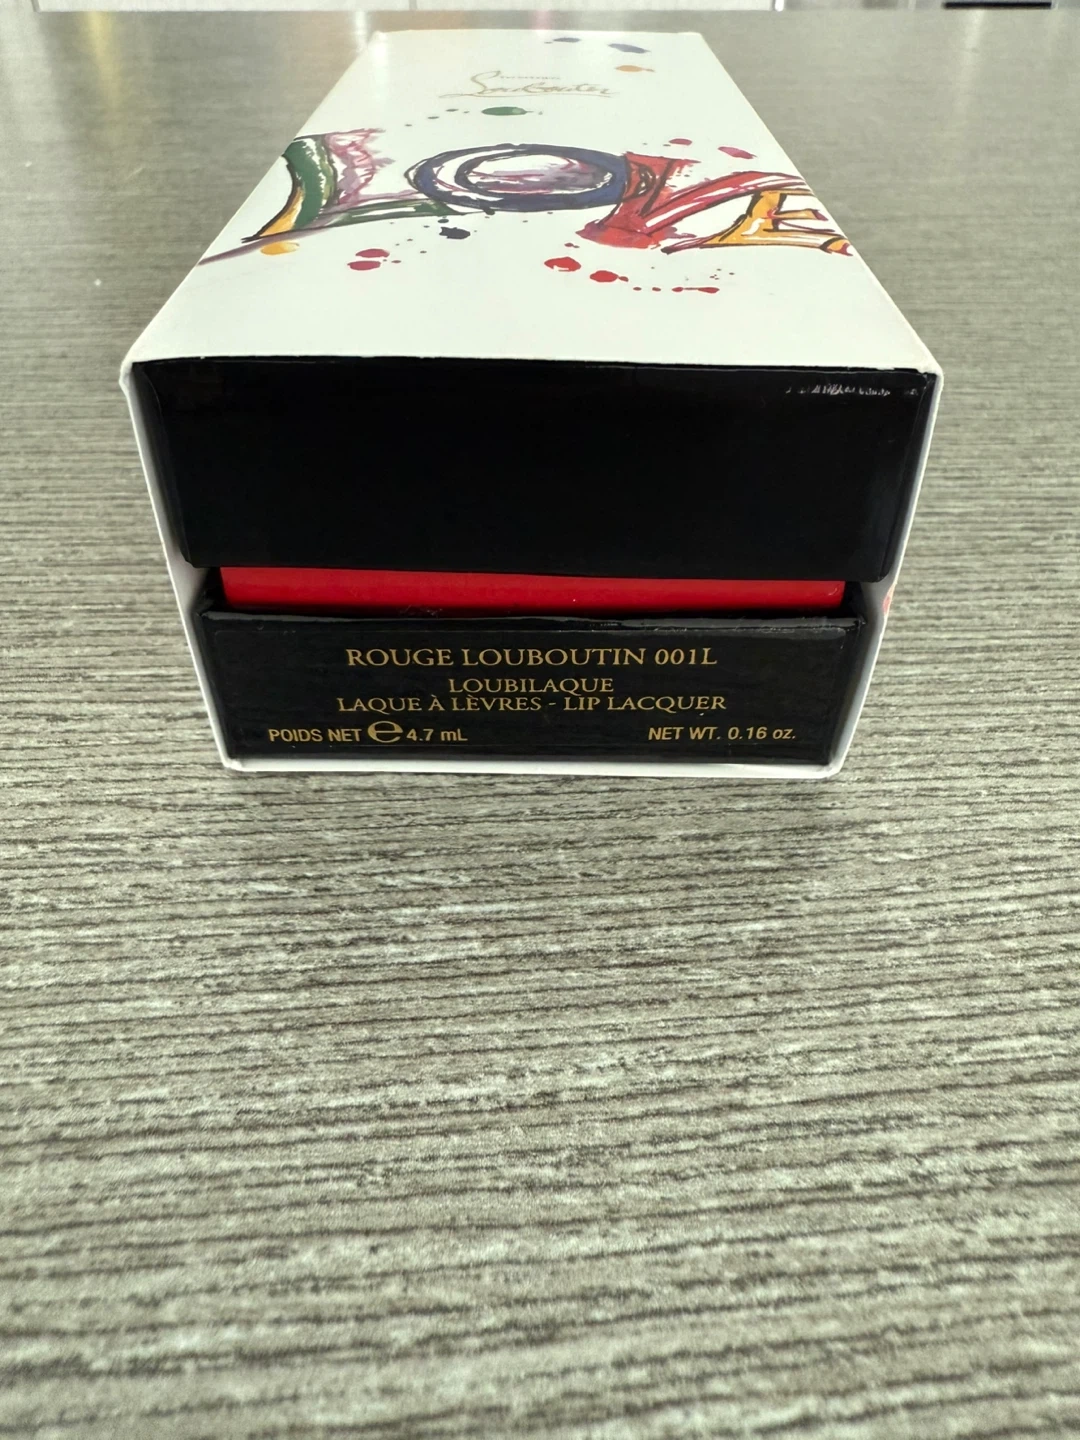 Louboutin
LOVE
ROUGE LOUBOUTIN 001L
LOUBILAQUE
LAQUE À LÈVRES - LIP LACQUER
POIDS NET ℮ 4.7 mL NET WT. 0.16 oz.